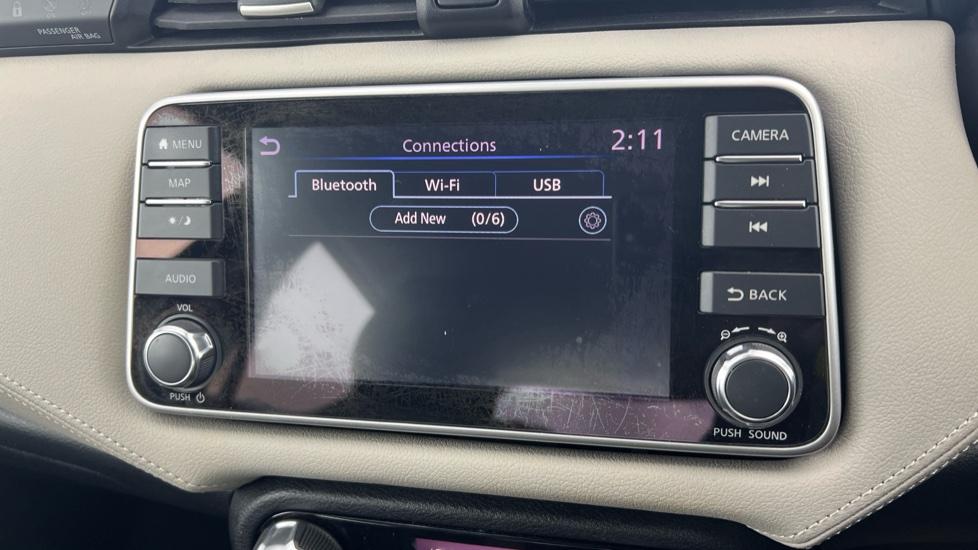 PASSENGER
AIR BAG
Connections 2:11
Bluetooth Wi-Fi USB
Add New (0/6)
MENU
MAP
AUDIO
VOL
PUSH
CAMERA
BACK
PUSH SOUND